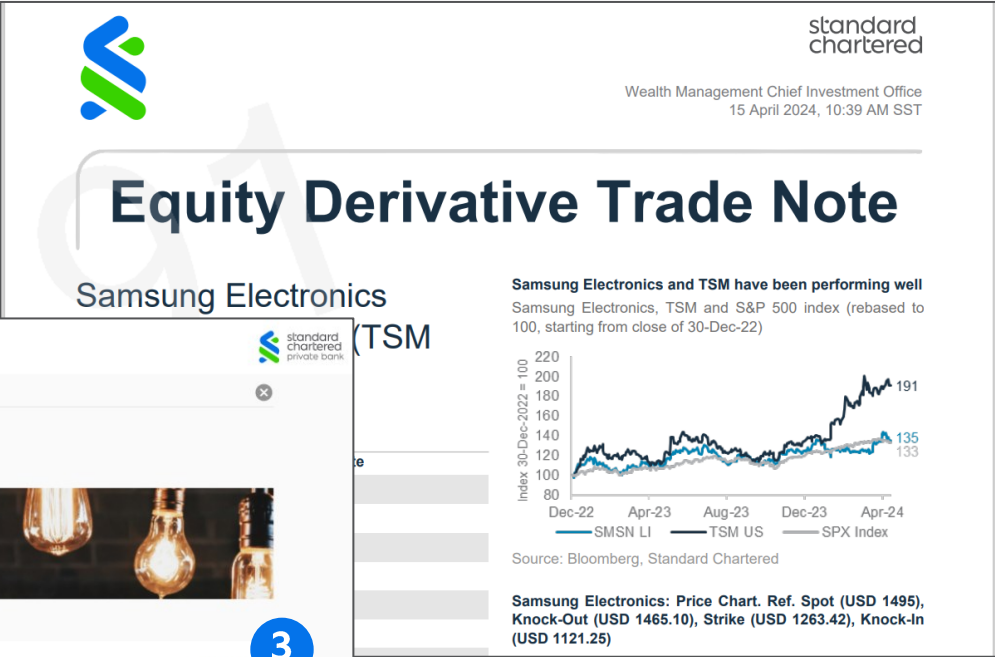 standard
chartered
Wealth Management Chief Investment Office
15 April 2024, 10:39 AM SST
Equity Derivative Trade Note
Samsung Electronics
(TSM
standard
chartered
private bank
te
3
Samsung Electronics and TSM have been performing well
Samsung Electronics, TSM and S&P 500 index (rebased to
100, starting from close of 30-Dec-22)
Index 30-Dec-2022 = 100
220
200
180
160
140
120
100
80
191
135
133
Dec-22 Apr-23 Aug-23 Dec-23 Apr-24
SMSN LI TSM US SPX Index
Source: Bloomberg, Standard Chartered
Samsung Electronics: Price Chart. Ref. Spot (USD 1495),
Knock-Out (USD 1465.10), Strike (USD 1263.42), Knock-In
(USD 1121.25)